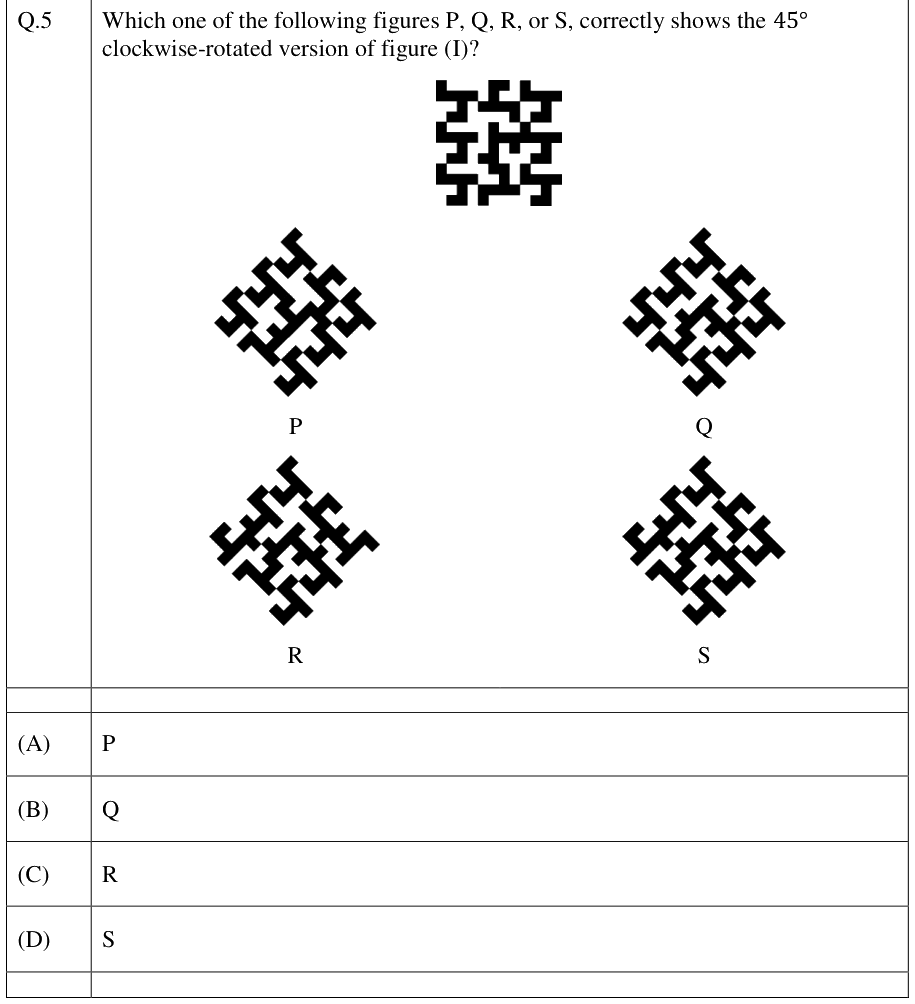 Q.5 Which one of the following figures P, Q, R, or S, correctly shows the 45°
clockwise-rotated version of figure (I)?
P Q
R S
(A) P
(B) Q
(C) R
(D) S